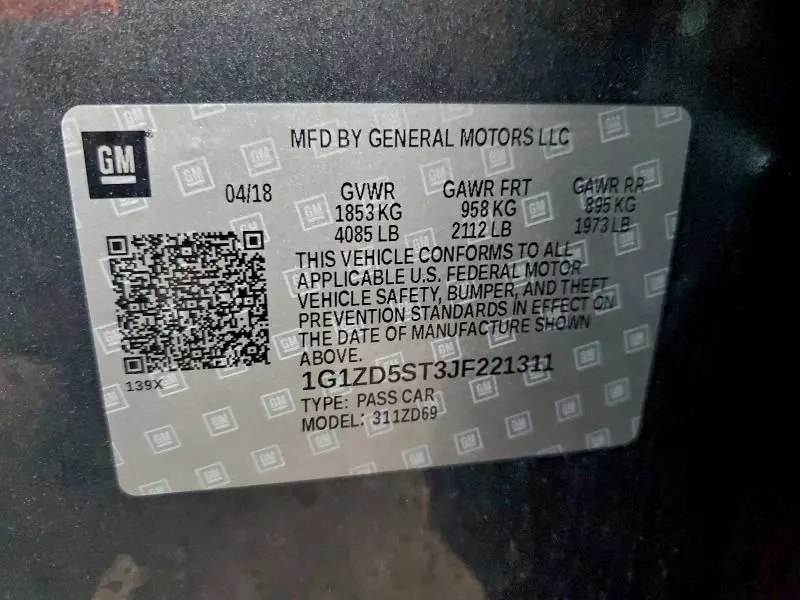 GM
MFD BY GENERAL MOTORS LLC
04/18 GVWR GAWR FRT GAWR RR
1853 KG 958 KG 895 KG
4085 LB 2112 LB 1973 LB
THIS VEHICLE CONFORMS TO ALL
APPLICABLE U.S. FEDERAL MOTOR
VEHICLE SAFETY, BUMPER, AND THEFT
PREVENTION STANDARDS IN EFFECT ON
THE DATE OF MANUFACTURE SHOWN
ABOVE.
139X
1G1ZD5ST3JF221311
TYPE: PASS CAR
MODEL: 311ZD69